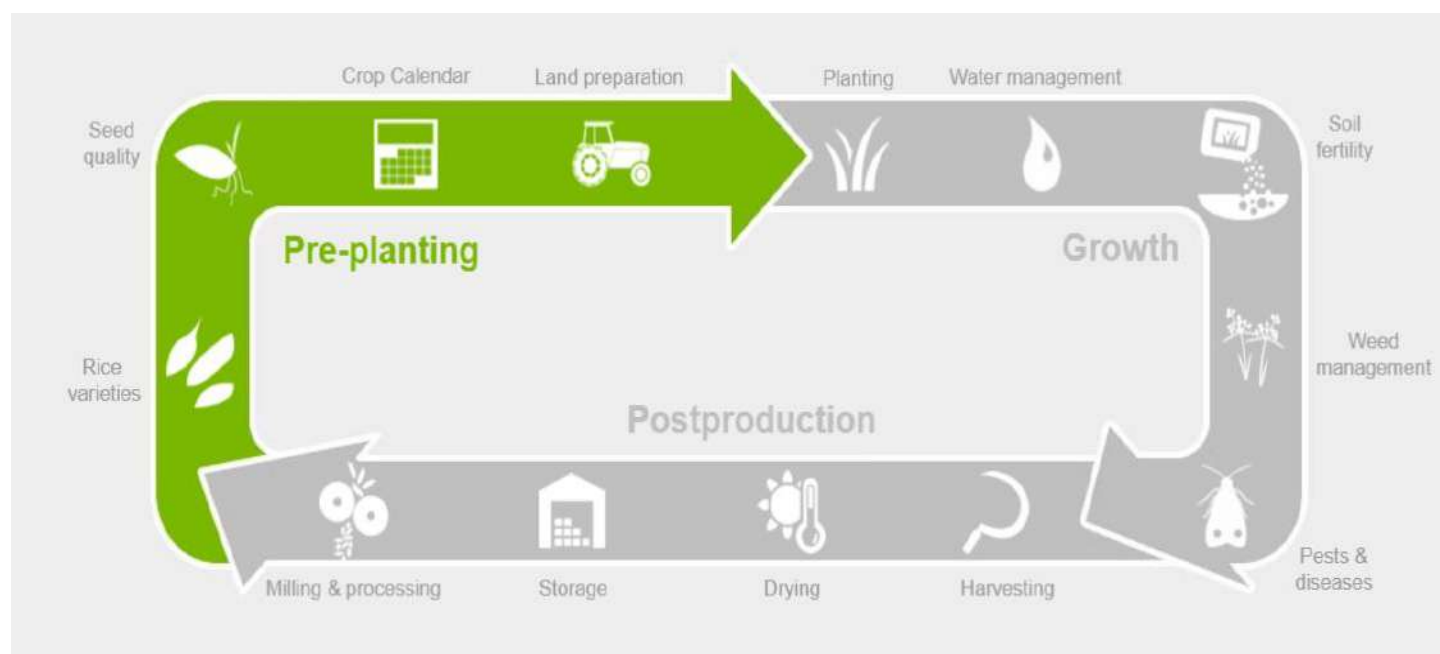 Crop Calendar
Land preparation
Planting
Water management
Seed
quality
Soil
fertility
Pre-planting
Growth
Rice
varieties
Weed
management
Postproduction
Milling & processing
Storage
Drying
Harvesting
Pests &
diseases